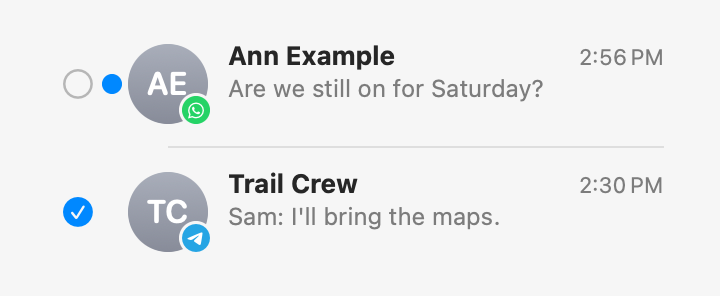 AE
Ann Example
2:56 PM
Are we still on for Saturday?
TC
Trail Crew
2:30 PM
Sam: I'll bring the maps.